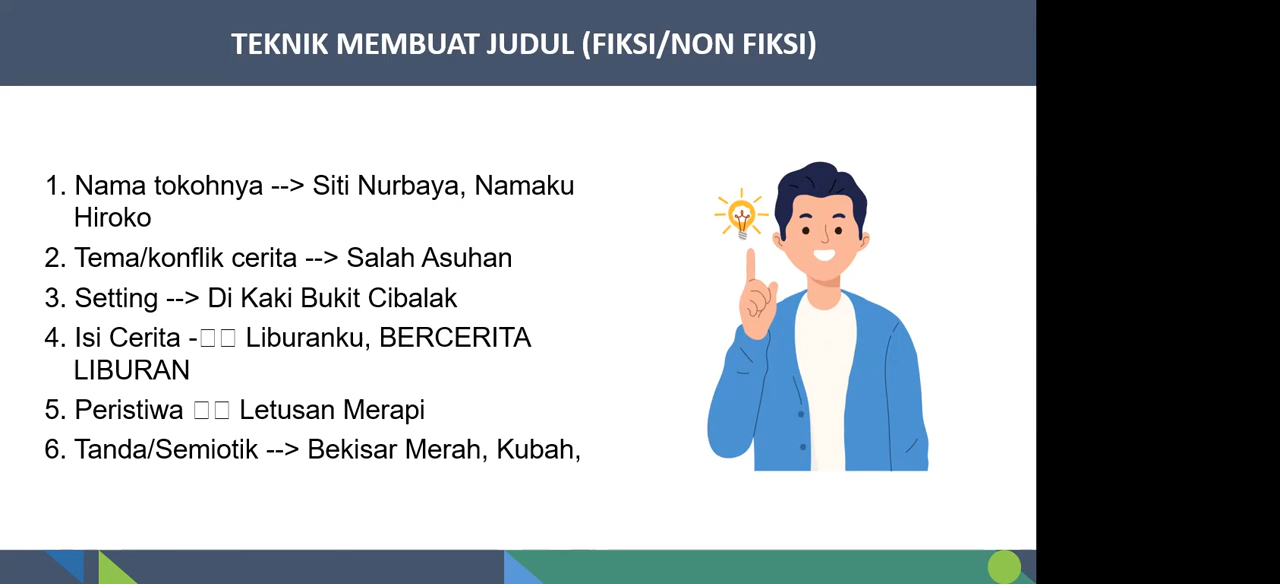 TEKNIK MEMBUAT JUDUL (FIKSI/NON FIKSI)
1. Nama tokohnya --> Siti Nurbaya, Namaku
Hiroko
2. Tema/konflik cerita --> Salah Asuhan
3. Setting --> Di Kaki Bukit Cibalak
4. Isi Cerita -□□ Liburanku, BERCERITA
LIBURAN
5. Peristiwa □□ Letusan Merapi
6. Tanda/Semiotik --> Bekisar Merah, Kubah,